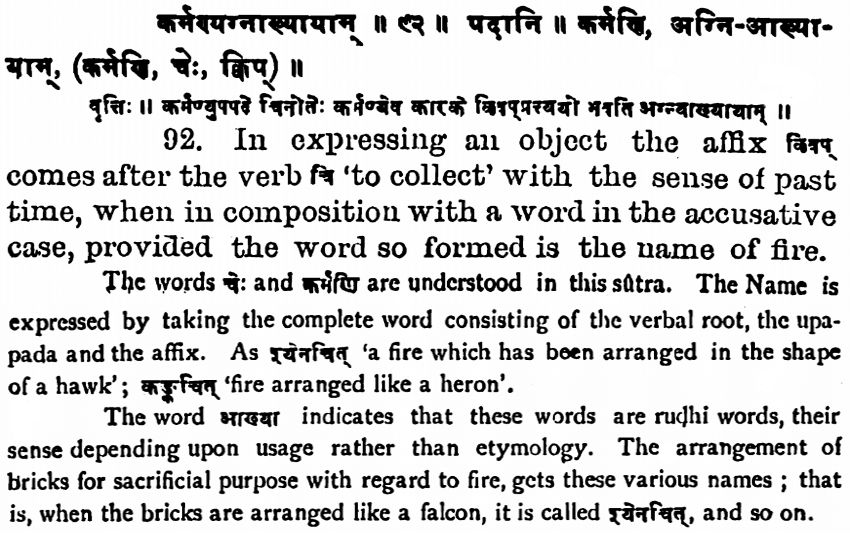 कर्मण्यग्नाख्यायाम् ॥ ९२ ॥ पदानि ॥ कर्मणि, अग्नि-आख्या-
याम्, (कर्मणि, चेः, क्विप्) ॥
वृत्तिः ॥ कर्मण्युपपदे चिनोतेः कर्मण्येव कारके क्विप्प्रत्ययो भवति अग्न्याख्यायाम् ॥
92. In expressing an object the affix क्विप्
comes after the verb चि 'to collect' with the sense of past
time, when in composition with a word in the accusative
case, provided the word so formed is the name of fire.
The words चेः and कर्मणि are understood in this sûtra. The Name is
expressed by taking the complete word consisting of the verbal root, the upa-
pada and the affix. As श्येनचित् 'a fire which has been arranged in the shape
of a hawk'; कङ्कचित् 'fire arranged like a heron'.
The word आख्या indicates that these words are ruḍhi words, their
sense depending upon usage rather than etymology. The arrangement of
bricks for sacrificial purpose with regard to fire, gets these various names ; that
is, when the bricks are arranged like a falcon, it is called श्येनचित्, and so on.